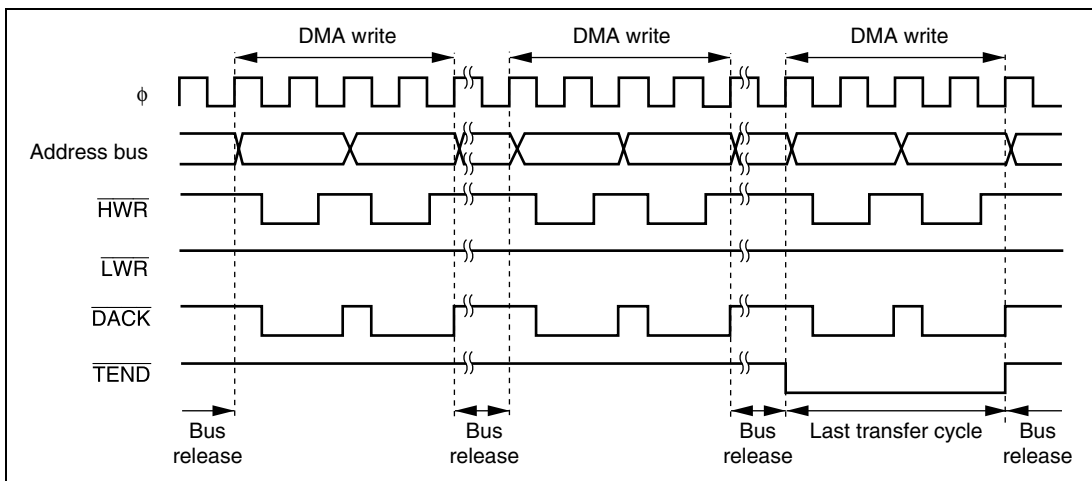 DMA write DMA write DMA write
ϕ
Address bus
HWR
LWR
DACK
TEND
Bus release Bus release Bus release Last transfer cycle Bus release